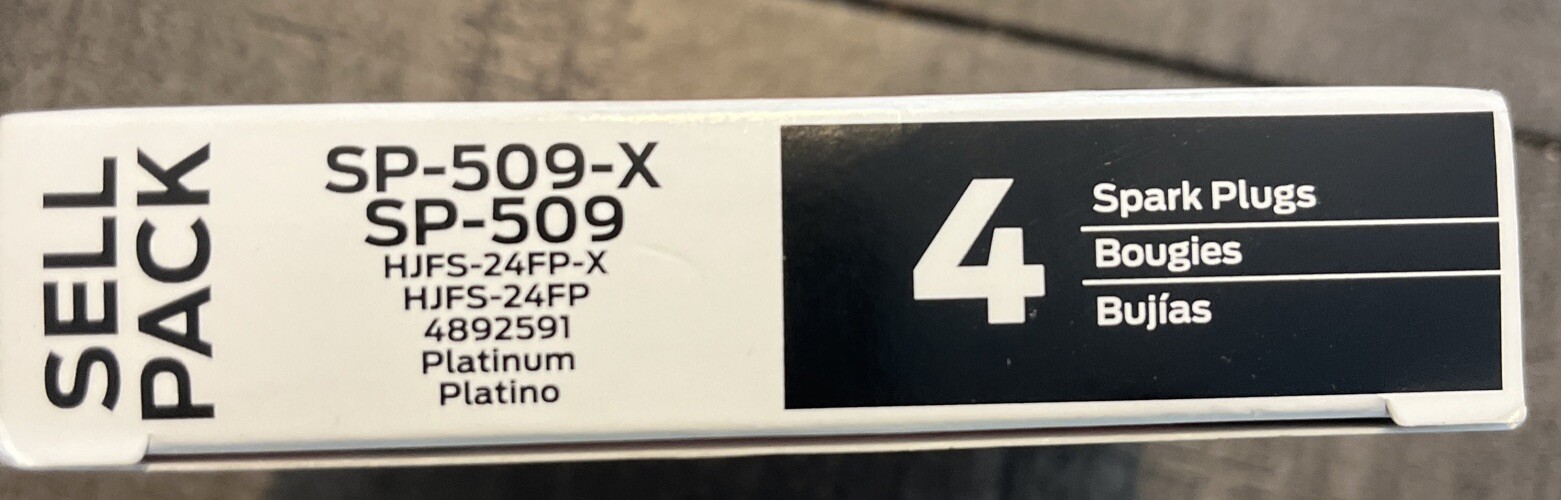 SELL
PACK
SP-509-X
SP-509
HJFS-24FP-X
HJFS-24FP
4892591
Platinum
Platino
4
Spark Plugs
Bougies
Bujías